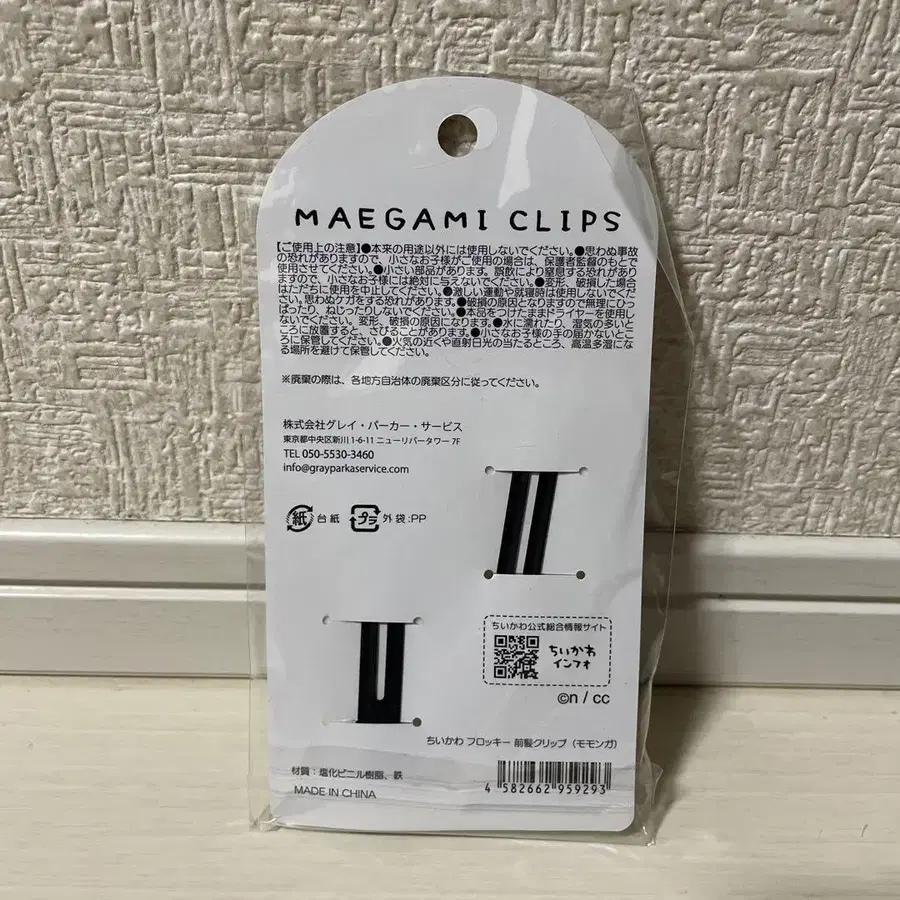 MAEGAMI CLIPS
【ご使用上の注意】●本来の用途以外には使用しないでください。●思わぬ事故
の恐れがありますので、小さなお子様がご使用の場合は、保護者監督のもとで
使用させてください。●小さい部品があります。誤飲により窒息する恐れがあり
ますので、小さなお子様には絶対に与えないでください。●変形、破損した場合
はただちに使用を中止してください。●激しい運動や就寝時は使用しないでくだ
さい。思わぬケガをする恐れがあります。●破損の原因となりますので無理にひっ
ぱったり、ねじったりしないでください。●本品をつけたままドライヤーを使用し
ないでください。変形、破損の原因になります。●水に濡れたり、湿気の多いと
ころに放置すると、さびることがあります。●小さなお子様の手の届かないとこ
ろに保管してください。●火気の近くや直射日光の当たるところ、高温多湿にな
る場所を避けて保管してください。
※廃棄の際は、各地方自治体の廃棄区分に従ってください。
株式会社グレイ・パーカー・サービス
東京都中央区新川1-6-11 ニューリバータワー 7F
TEL 050-5530-3460
info@grayparkaservice.com
紙 台紙 プラ 外袋:PP
ちいかわ公式総合情報サイト
ちいかわ
インフォ
©n / cc
ちいかわ フロッキー 前髪クリップ（モモンガ）
材質：塩化ビニル樹脂、鉄
MADE IN CHINA
4 582662 959293